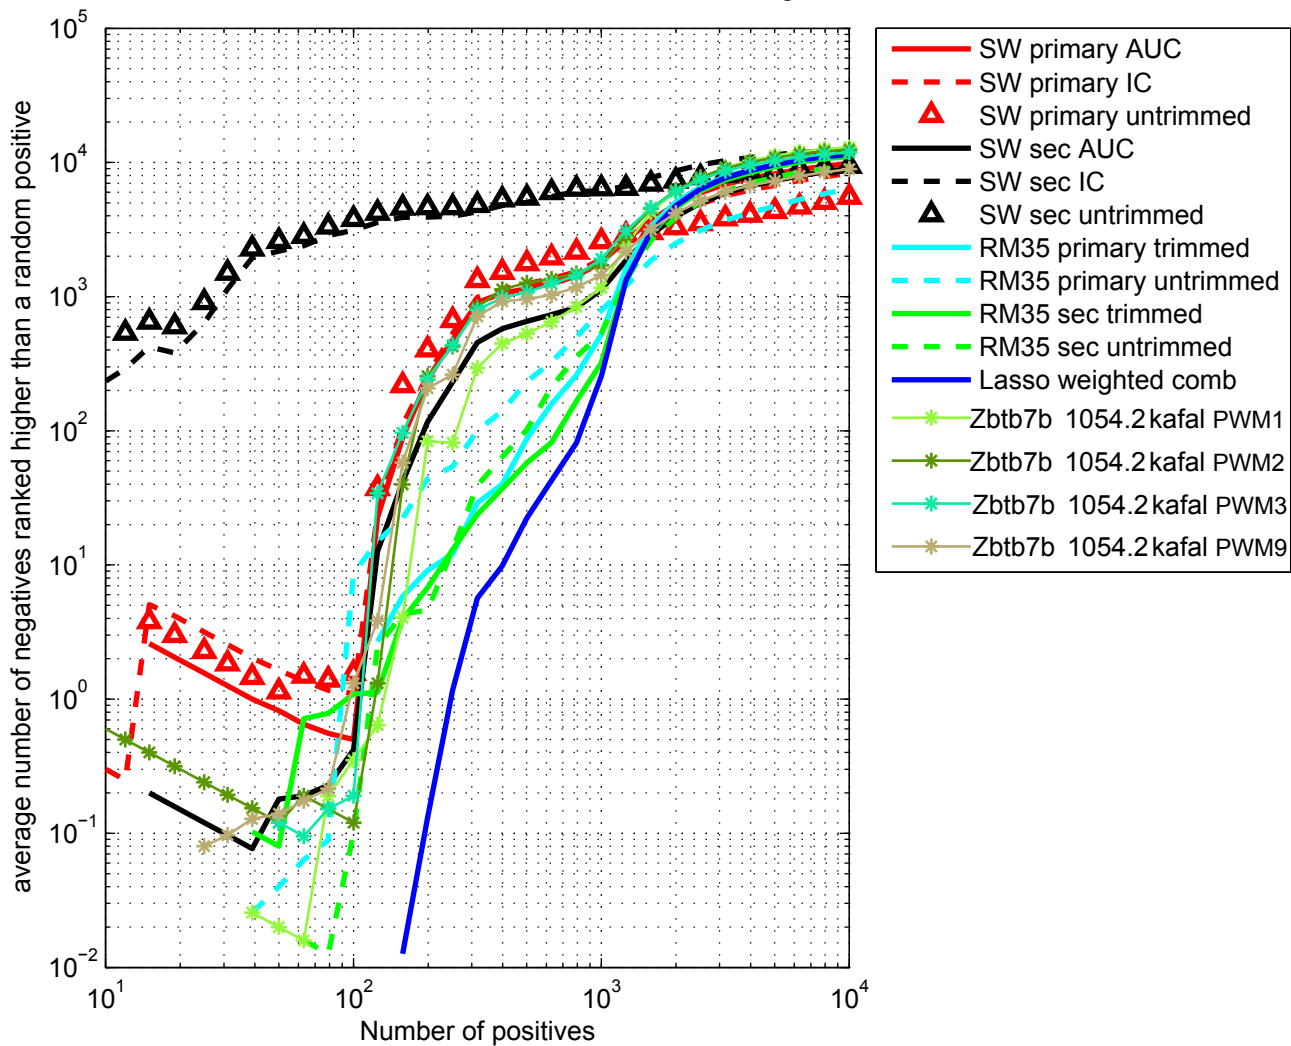 10^5
10^4
10^3
10^2
10^1
10^0
10^-1
10^-2
average number of negatives ranked higher than a random positive
10^1
10^2
10^3
10^4
Number of positives
SW primary AUC
SW primary IC
SW primary untrimmed
SW sec AUC
SW sec IC
SW sec untrimmed
RM35 primary trimmed
RM35 primary untrimmed
RM35 sec trimmed
RM35 sec untrimmed
Lasso weighted comb
Zbtb7b 1054.2 kafal PWM1
Zbtb7b 1054.2 kafal PWM2
Zbtb7b 1054.2 kafal PWM3
Zbtb7b 1054.2 kafal PWM9